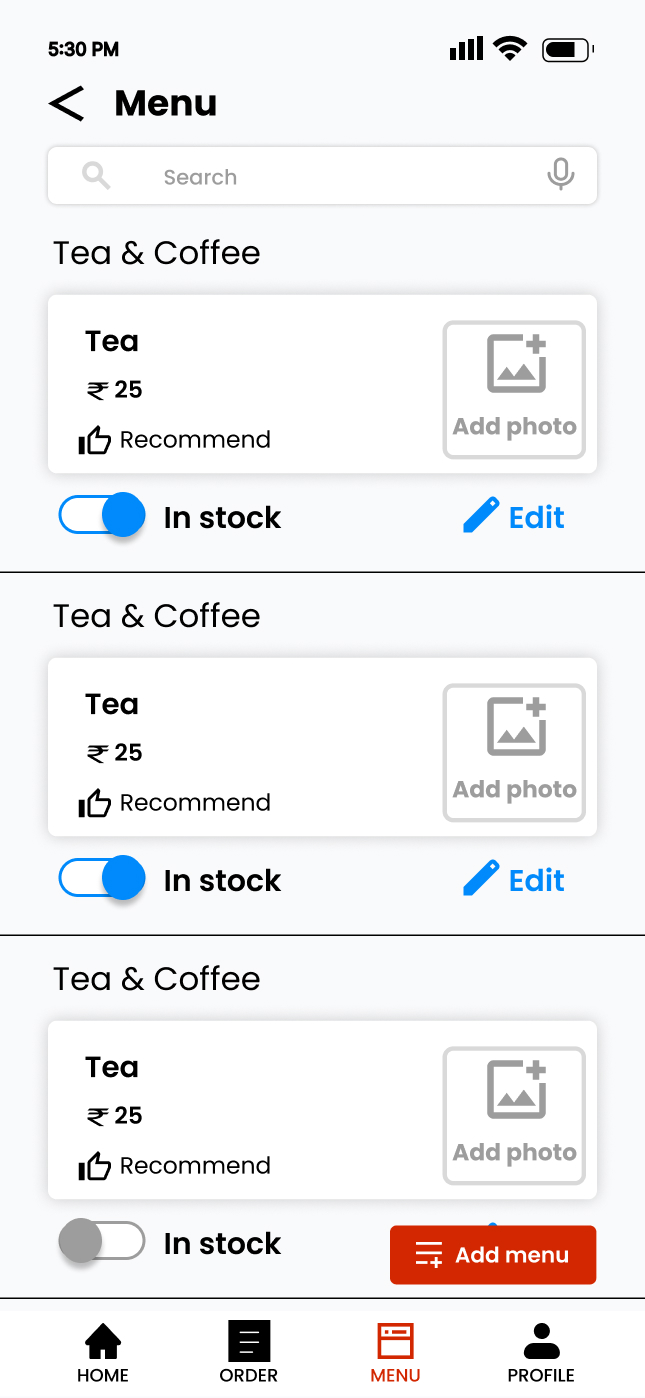 5:30 PM
Menu
Search
Tea & Coffee
Tea
₹ 25
Recommend
Add photo
In stock
Edit
Tea & Coffee
Tea
₹ 25
Recommend
Add photo
In stock
Edit
Tea & Coffee
Tea
₹ 25
Recommend
Add photo
In stock
Add menu
HOME
ORDER
MENU
PROFILE